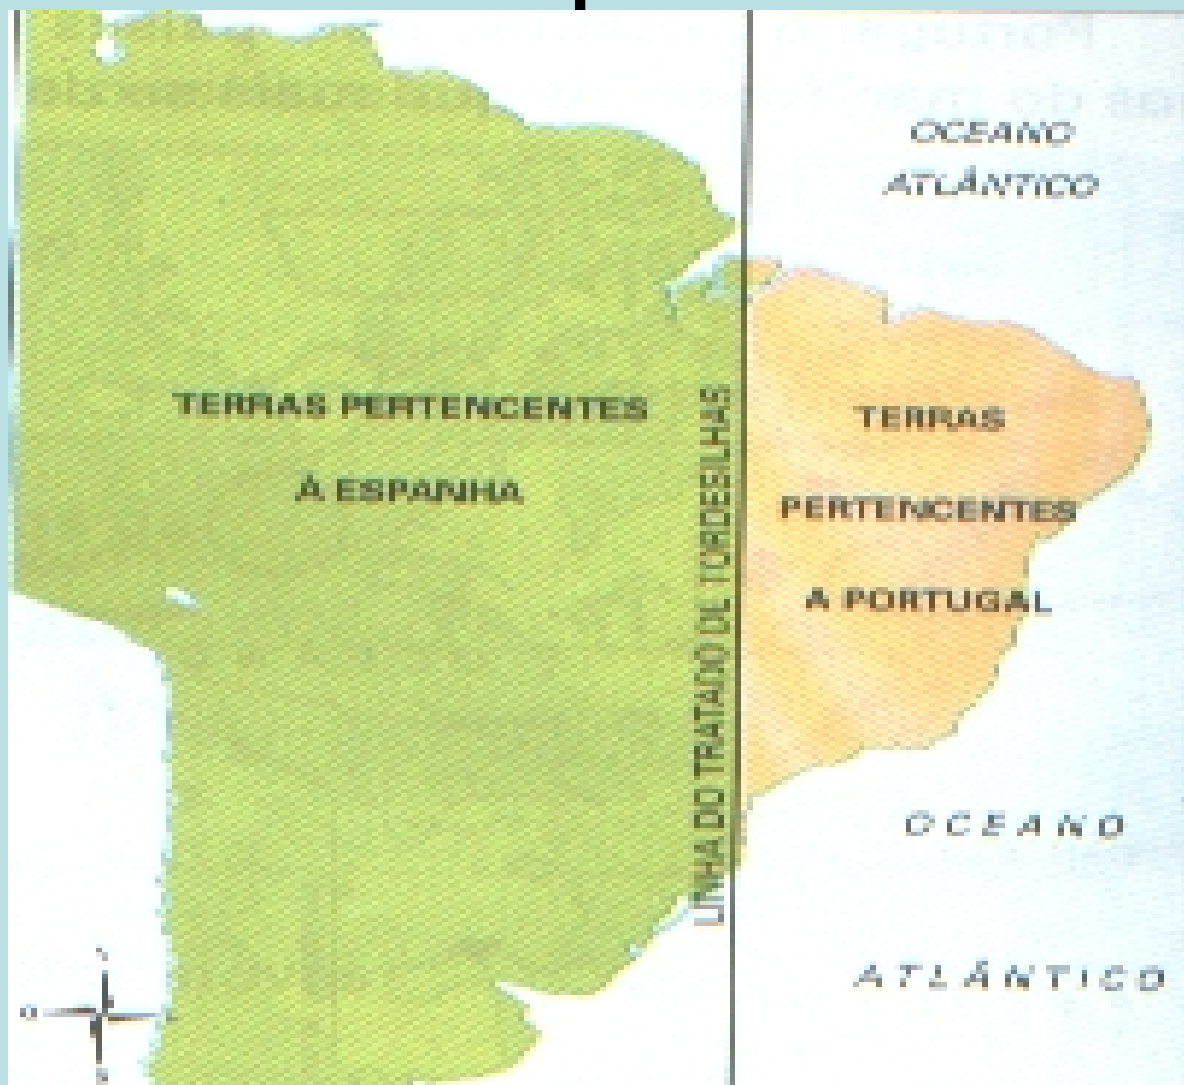 OCEANO
ATLÂNTICO
TERRAS PERTENCENTES
À ESPANHA
LINHA DO TRATADO DE TORDESILHAS
TERRAS
PERTENCENTES
A PORTUGAL
OCEANO
ATLÂNTICO
O